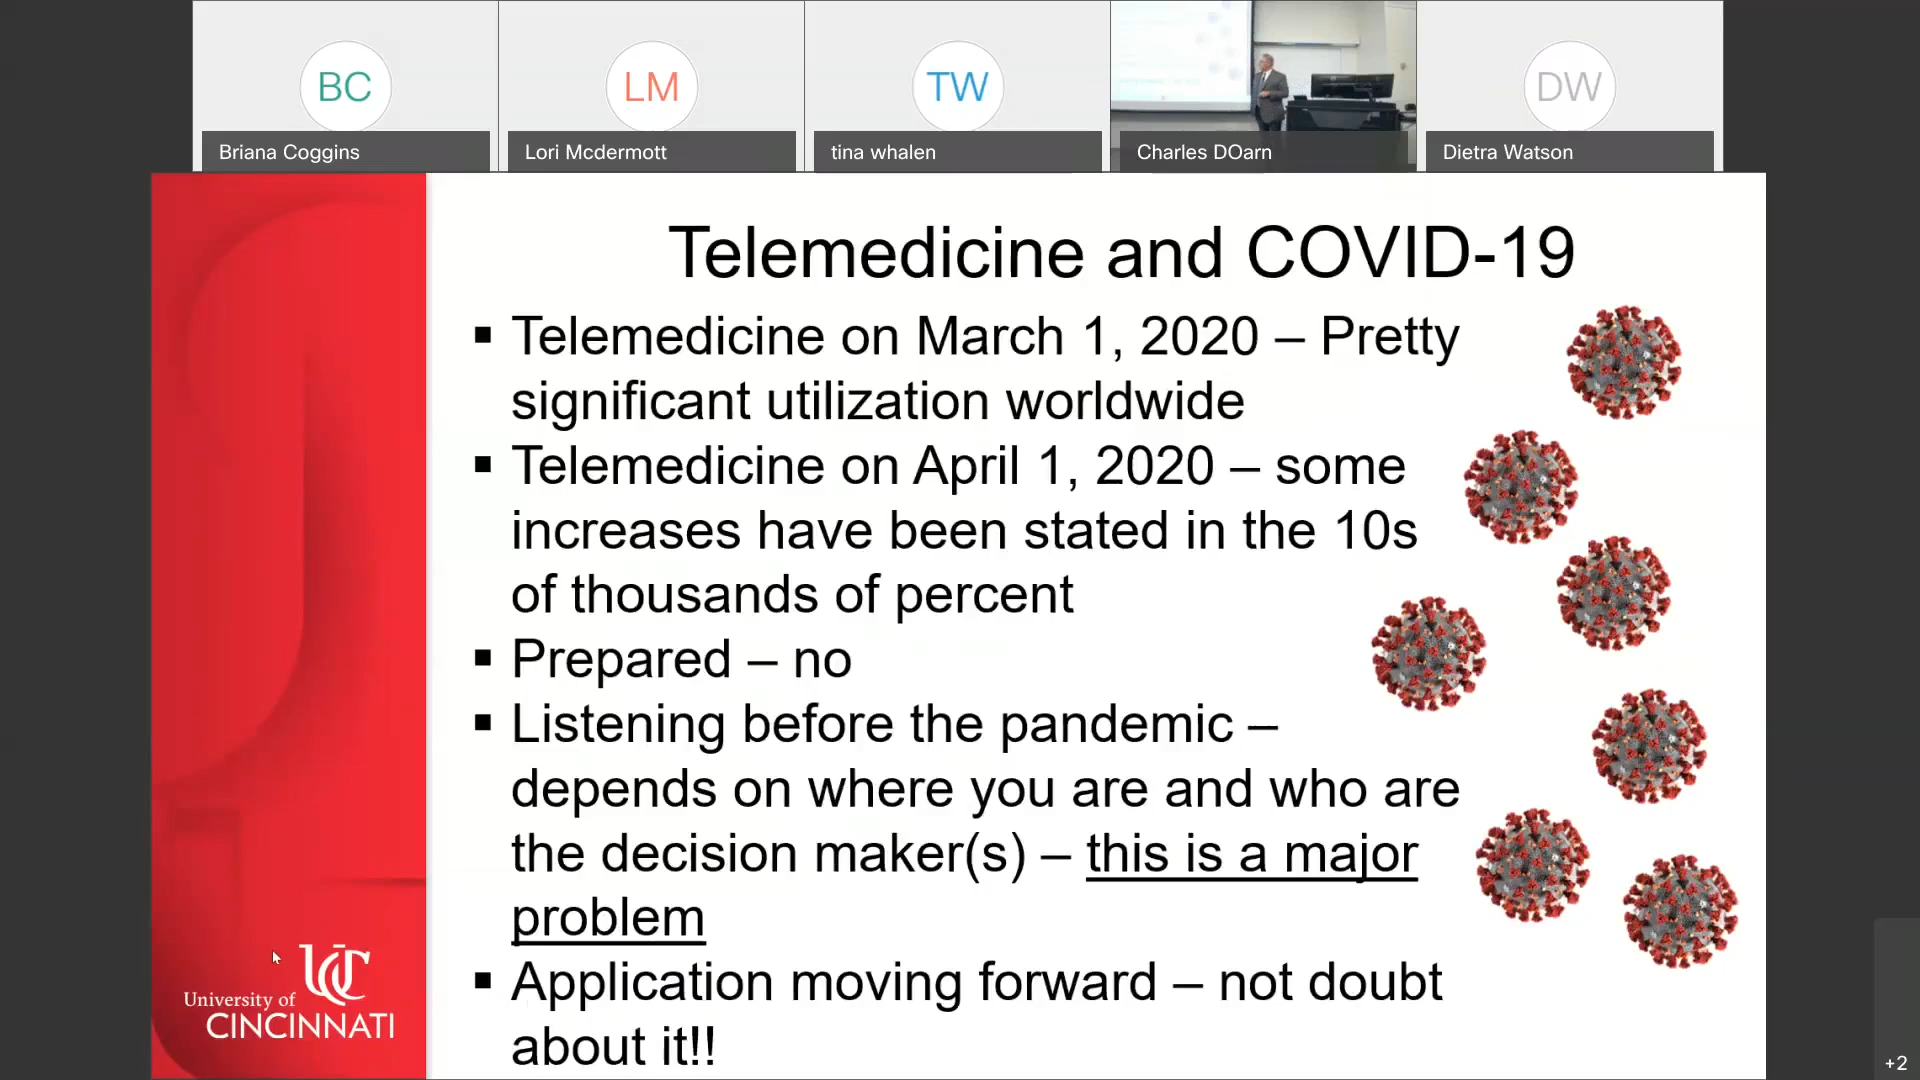 BC
LM
TW
DW
Briana Coggins
Lori Mcdermott
tina whalen
Charles DOarn
Dietra Watson
Telemedicine and COVID-19
▪ Telemedicine on March 1, 2020 – Pretty
significant utilization worldwide
▪ Telemedicine on April 1, 2020 – some
increases have been stated in the 10s
of thousands of percent
▪ Prepared – no
▪ Listening before the pandemic –
depends on where you are and who are
the decision maker(s) – this is a major
problem
▪ Application moving forward – not doubt
about it!!
UC
University of
CINCINNATI
+2